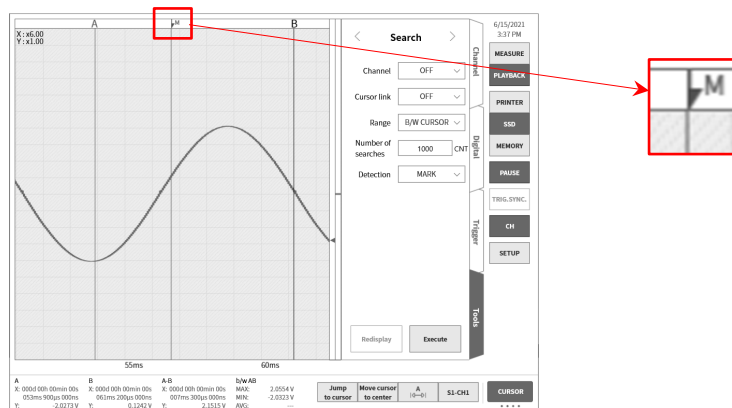 A
M
B
X : x6.00
Y : x1.00
6/15/2021
3:37 PM
Search
Channel OFF
Cursor link OFF
Range B/W CURSOR
Number of searches 1000 CNT
Detection MARK
Redisplay Execute
Channel
Digital
Trigger
Tools
MEASURE
PLAYBACK
PRINTER
SSD
MEMORY
PAUSE
TRIG.SYNC.
CH
SETUP
M
55ms 60ms
A B A-B b/w AB
X: 000d 00h 00min 00s X: 000d 00h 00min 00s X: 000d 00h 00min 00s MAX: 2.0554 V
053ms 900µs 000ns 061ms 200µs 000ns 007ms 300µs 000ns MIN: -2.0323 V
Y: -2.0273 V Y: 0.1242 V Y: 2.1515 V AVG: ---
Jump to cursor
Move cursor to center
A
S1-CH1
CURSOR